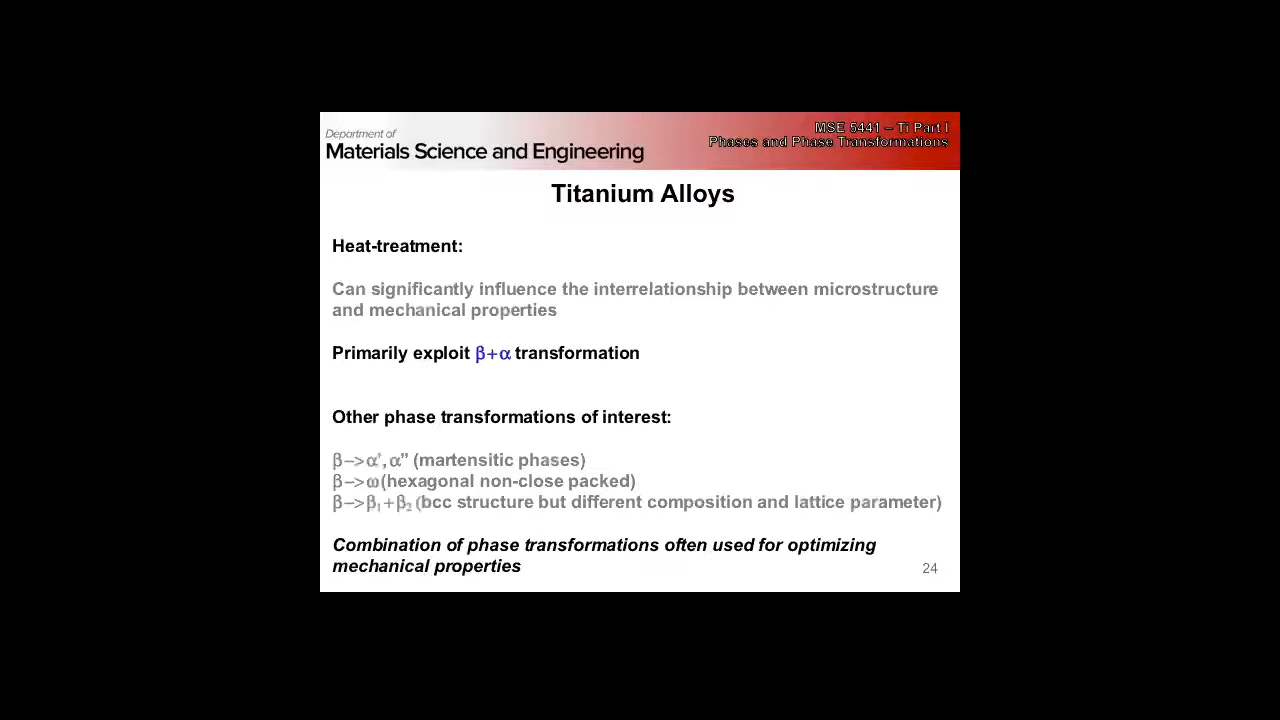 Department of
Materials Science and Engineering
MSE 5441 – Ti Part I
Phases and Phase Transformations
Titanium Alloys
Heat-treatment:
Can significantly influence the interrelationship between microstructure
and mechanical properties
Primarily exploit β+α transformation
Other phase transformations of interest:
β–>α’, α” (martensitic phases)
β–>ω(hexagonal non-close packed)
β–>β₁+β₂ (bcc structure but different composition and lattice parameter)
Combination of phase transformations often used for optimizing
mechanical properties
24